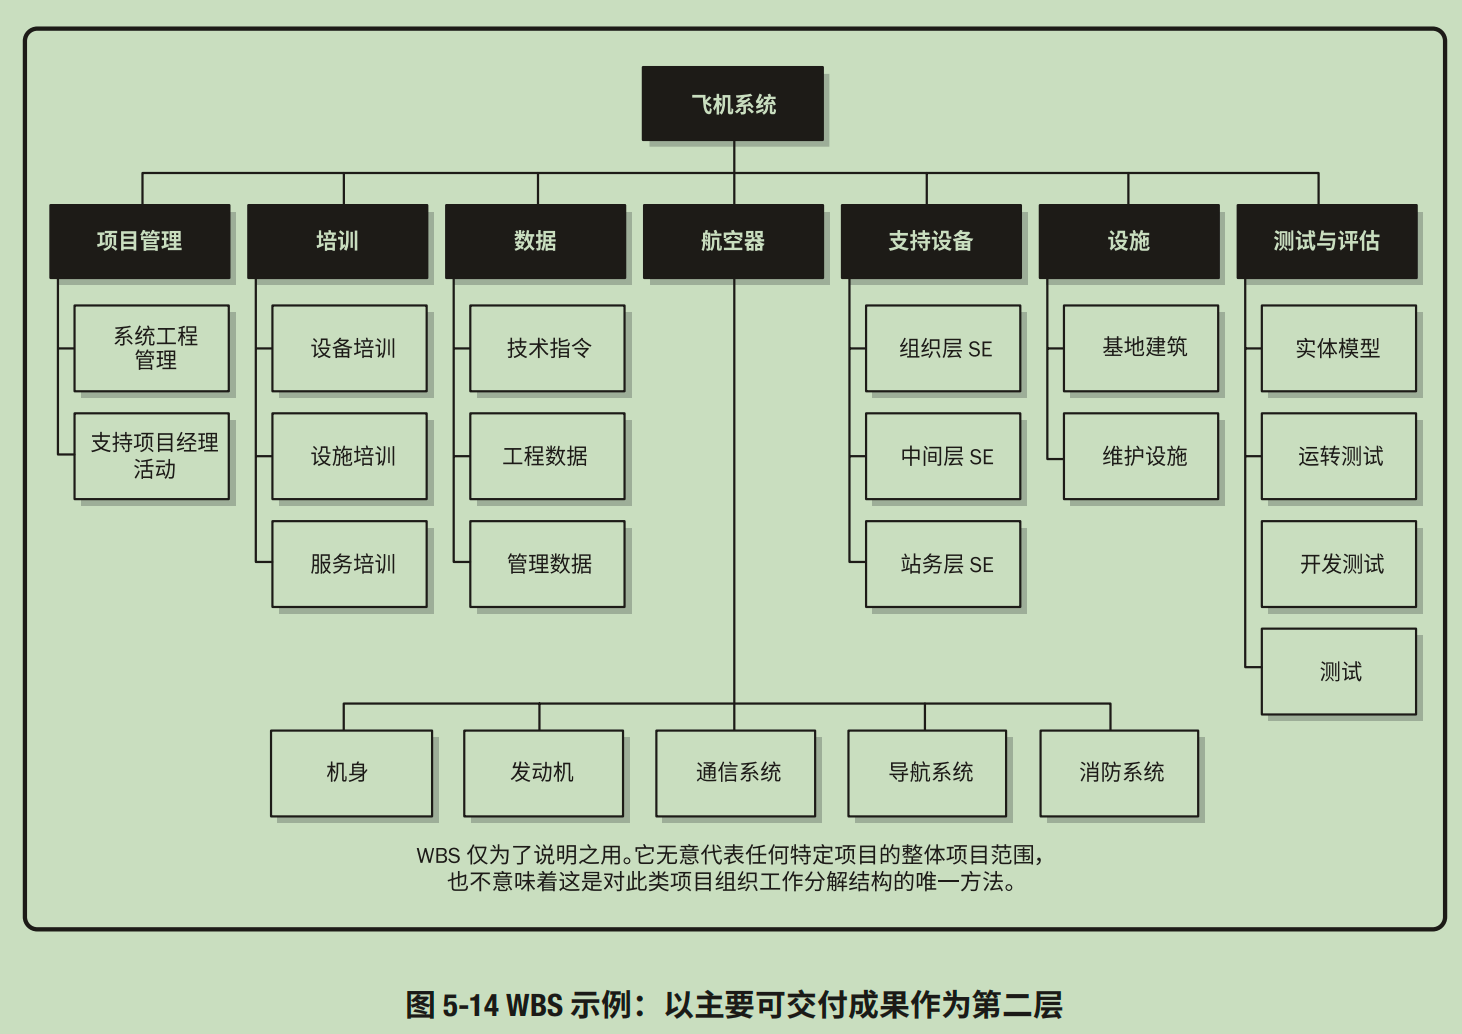 飞机系统
项目管理
培训
数据
航空器
支持设备
设施
测试与评估
系统工程
管理
支持项目经理
活动
设备培训
设施培训
服务培训
技术指令
工程数据
管理数据
组织层 SE
中间层 SE
站务层 SE
基地建筑
维护设施
实体模型
运转测试
开发测试
测试
机身
发动机
通信系统
导航系统
消防系统
WBS 仅为了说明之用。它无意代表任何特定项目的整体项目范围，
也不意味着这是对此类项目组织工作分解结构的唯一方法。
图 5-14 WBS 示例：以主要可交付成果作为第二层